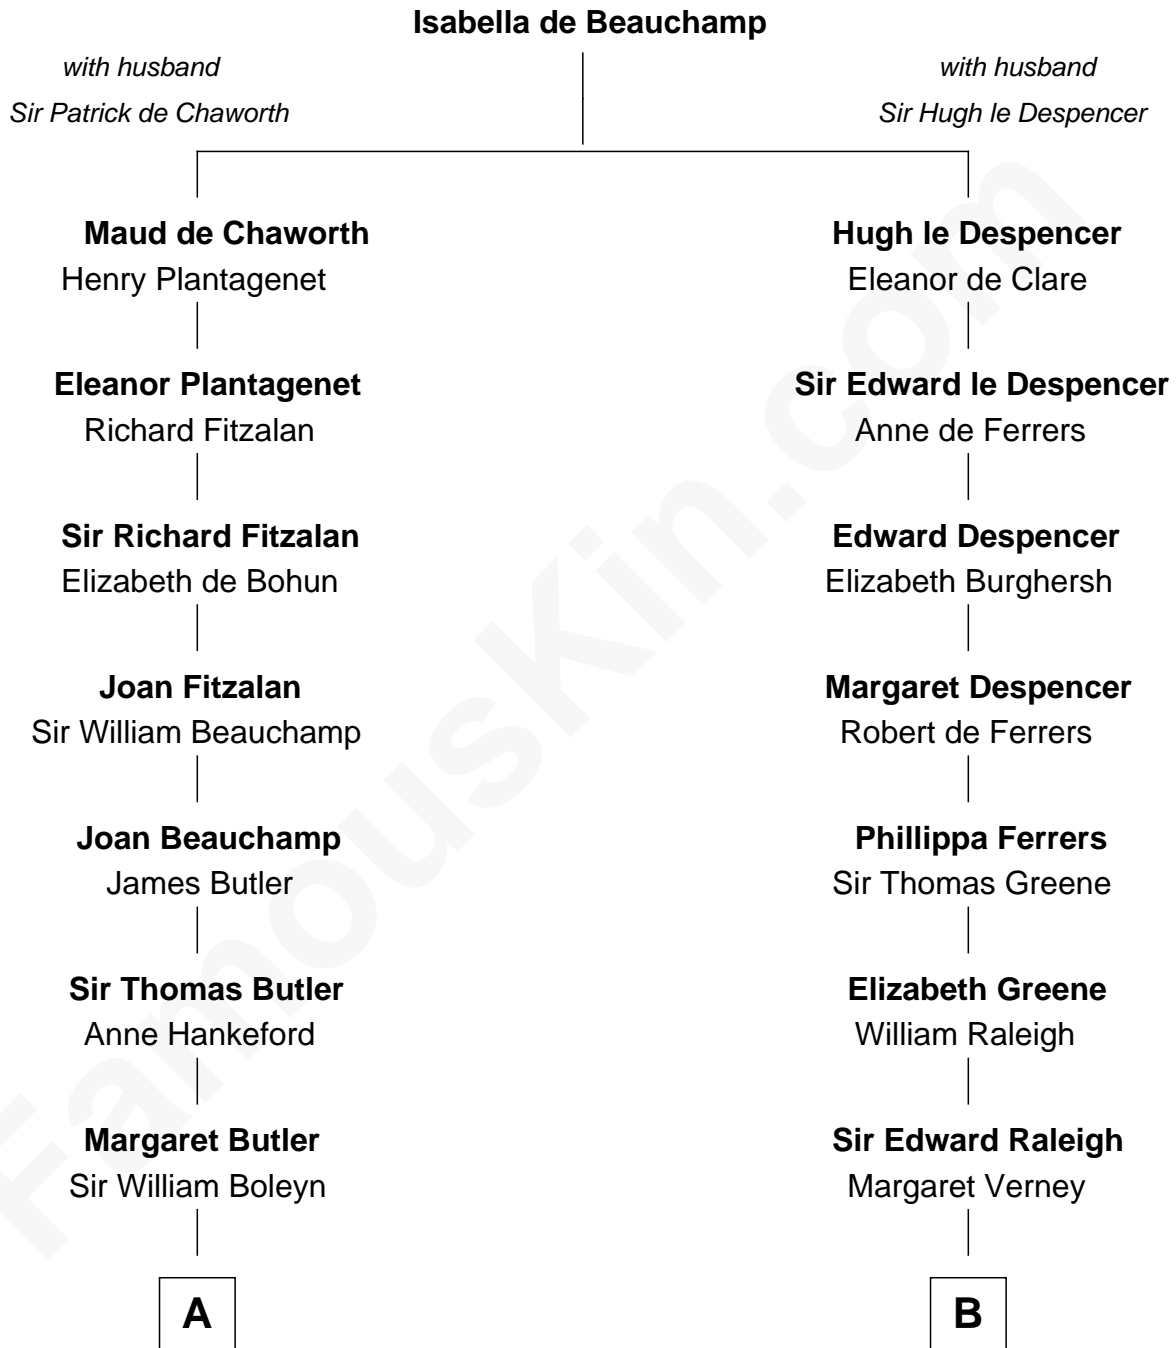 Isabella de Beauchamp
with husband
Sir Patrick de Chaworth
with husband
Sir Hugh le Despencer
Maud de Chaworth
Henry Plantagenet
Hugh le Despencer
Eleanor de Clare
Eleanor Plantagenet
Richard Fitzalan
Sir Edward le Despencer
Anne de Ferrers
Sir Richard Fitzalan
Elizabeth de Bohun
Edward Despencer
Elizabeth Burghersh
Joan Fitzalan
Sir William Beauchamp
Margaret Despencer
Robert de Ferrers
Joan Beauchamp
James Butler
Phillippa Ferrers
Sir Thomas Greene
Sir Thomas Butler
Anne Hankeford
Elizabeth Greene
William Raleigh
Margaret Butler
Sir William Boleyn
Sir Edward Raleigh
Margaret Verney
A
B
FamousKin.com